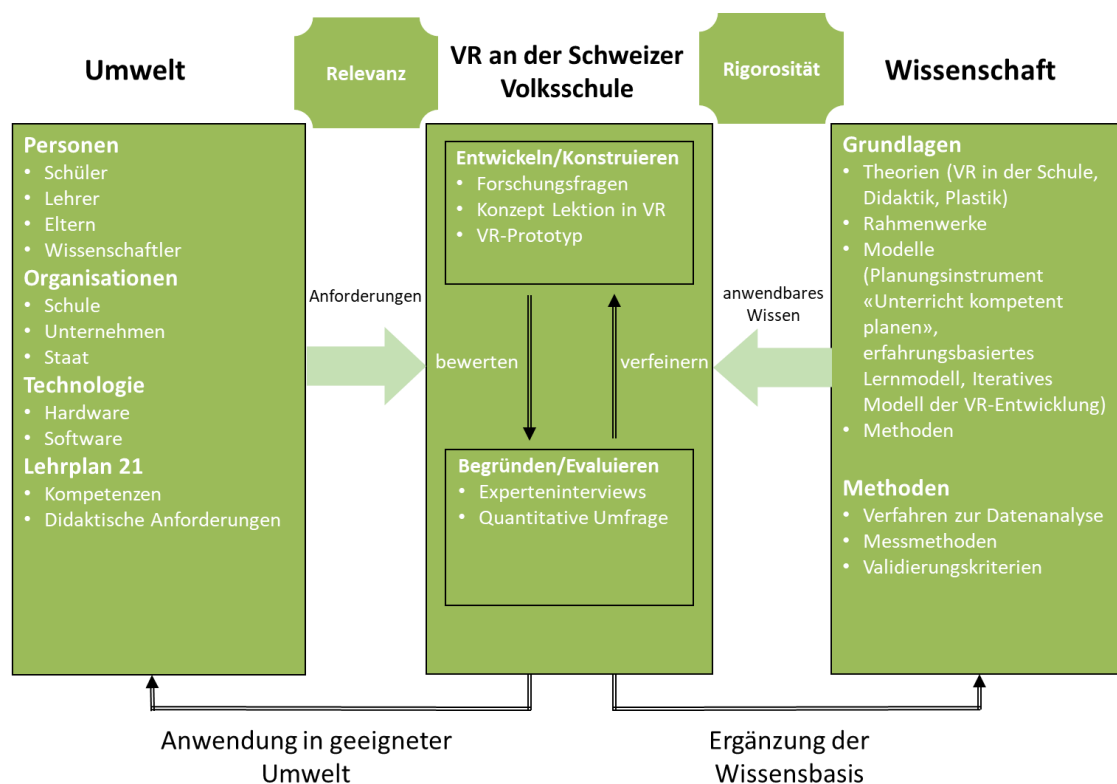 Umwelt
Relevanz
VR an der Schweizer
Volksschule
Rigorosität
Wissenschaft
Personen
• Schüler
• Lehrer
• Eltern
• Wissenschaftler
Organisationen
• Schule
• Unternehmen
• Staat
Technologie
• Hardware
• Software
Lehrplan 21
• Kompetenzen
• Didaktische Anforderungen
Anforderungen
Entwickeln/Konstruieren
• Forschungsfragen
• Konzept Lektion in VR
• VR-Prototyp
bewerten
verfeinern
Begründen/Evaluieren
• Experteninterviews
• Quantitative Umfrage
anwendbares
Wissen
Grundlagen
• Theorien (VR in der Schule,
Didaktik, Plastik)
• Rahmenwerke
• Modelle
(Planungsinstrument
«Unterricht kompetent
planen»,
erfahrungsbasiertes
Lernmodell, Iteratives
Modell der VR-Entwicklung)
• Methoden
Methoden
• Verfahren zur Datenanalyse
• Messmethoden
• Validierungskriterien
Anwendung in geeigneter
Umwelt
Ergänzung der
Wissensbasis